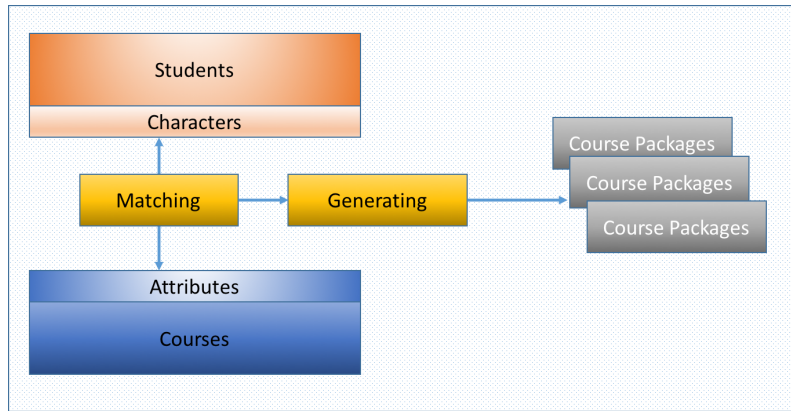 Students
Characters
Matching
Generating
Course Packages
Course Packages
Course Packages
Attributes
Courses